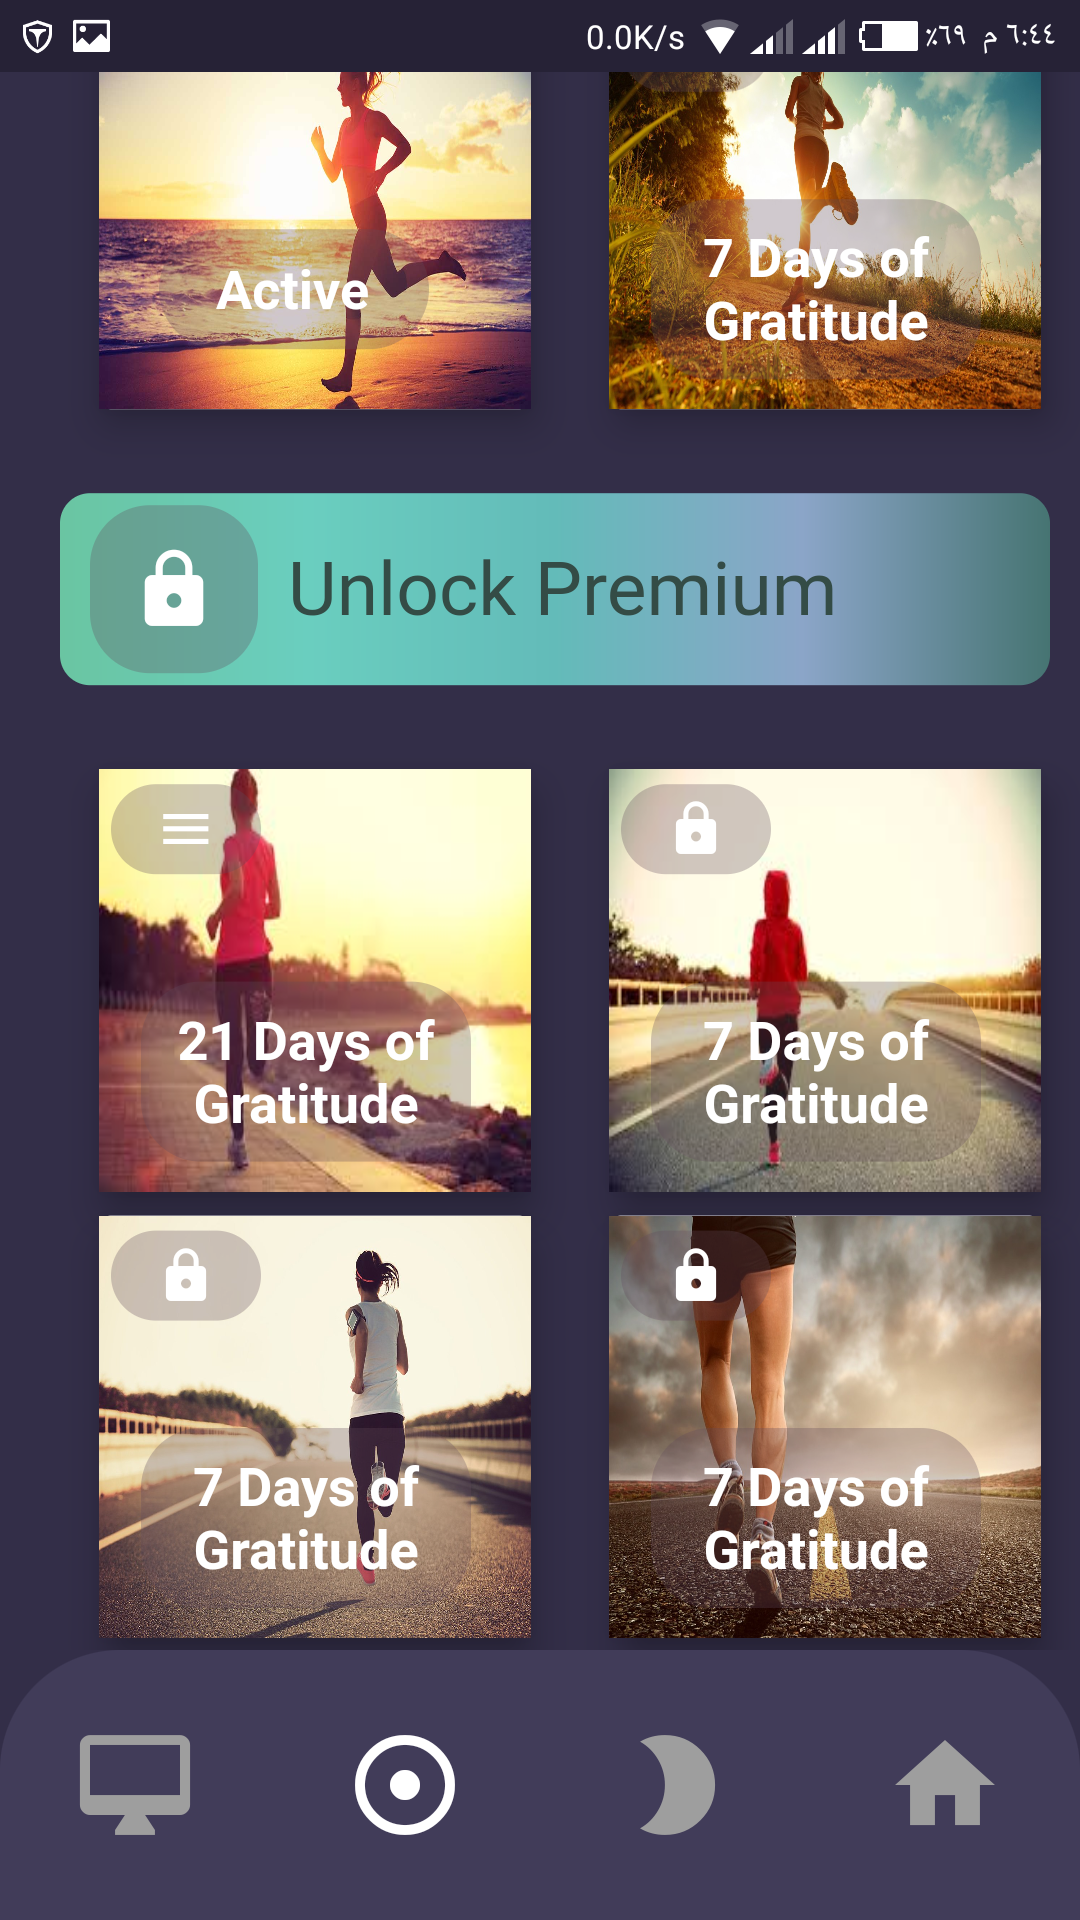 0.0K/s ٪٦٩ م ٦:٤٤
Active
7 Days of
Gratitude
Unlock Premium
21 Days of
Gratitude
7 Days of
Gratitude
7 Days of
Gratitude
7 Days of
Gratitude